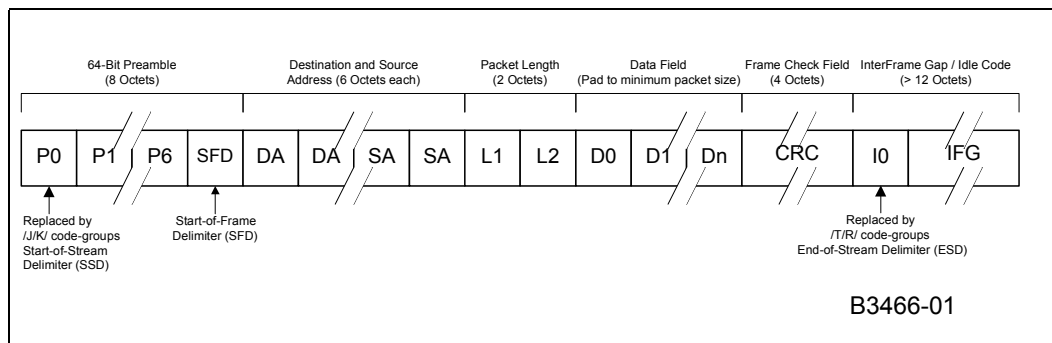 64-Bit Preamble
(8 Octets)
Destination and Source
Address (6 Octets each)
Packet Length
(2 Octets)
Data Field
(Pad to minimum packet size)
Frame Check Field
(4 Octets)
InterFrame Gap / Idle Code
(> 12 Octets)
P0 P1 P6 SFD DA DA SA SA L1 L2 D0 D1 Dn CRC I0 IFG
Replaced by
/J/K/ code-groups
Start-of-Stream
Delimiter (SSD)
Start-of-Frame
Delimiter (SFD)
Replaced by
/T/R/ code-groups
End-of-Stream Delimiter (ESD)
B3466-01